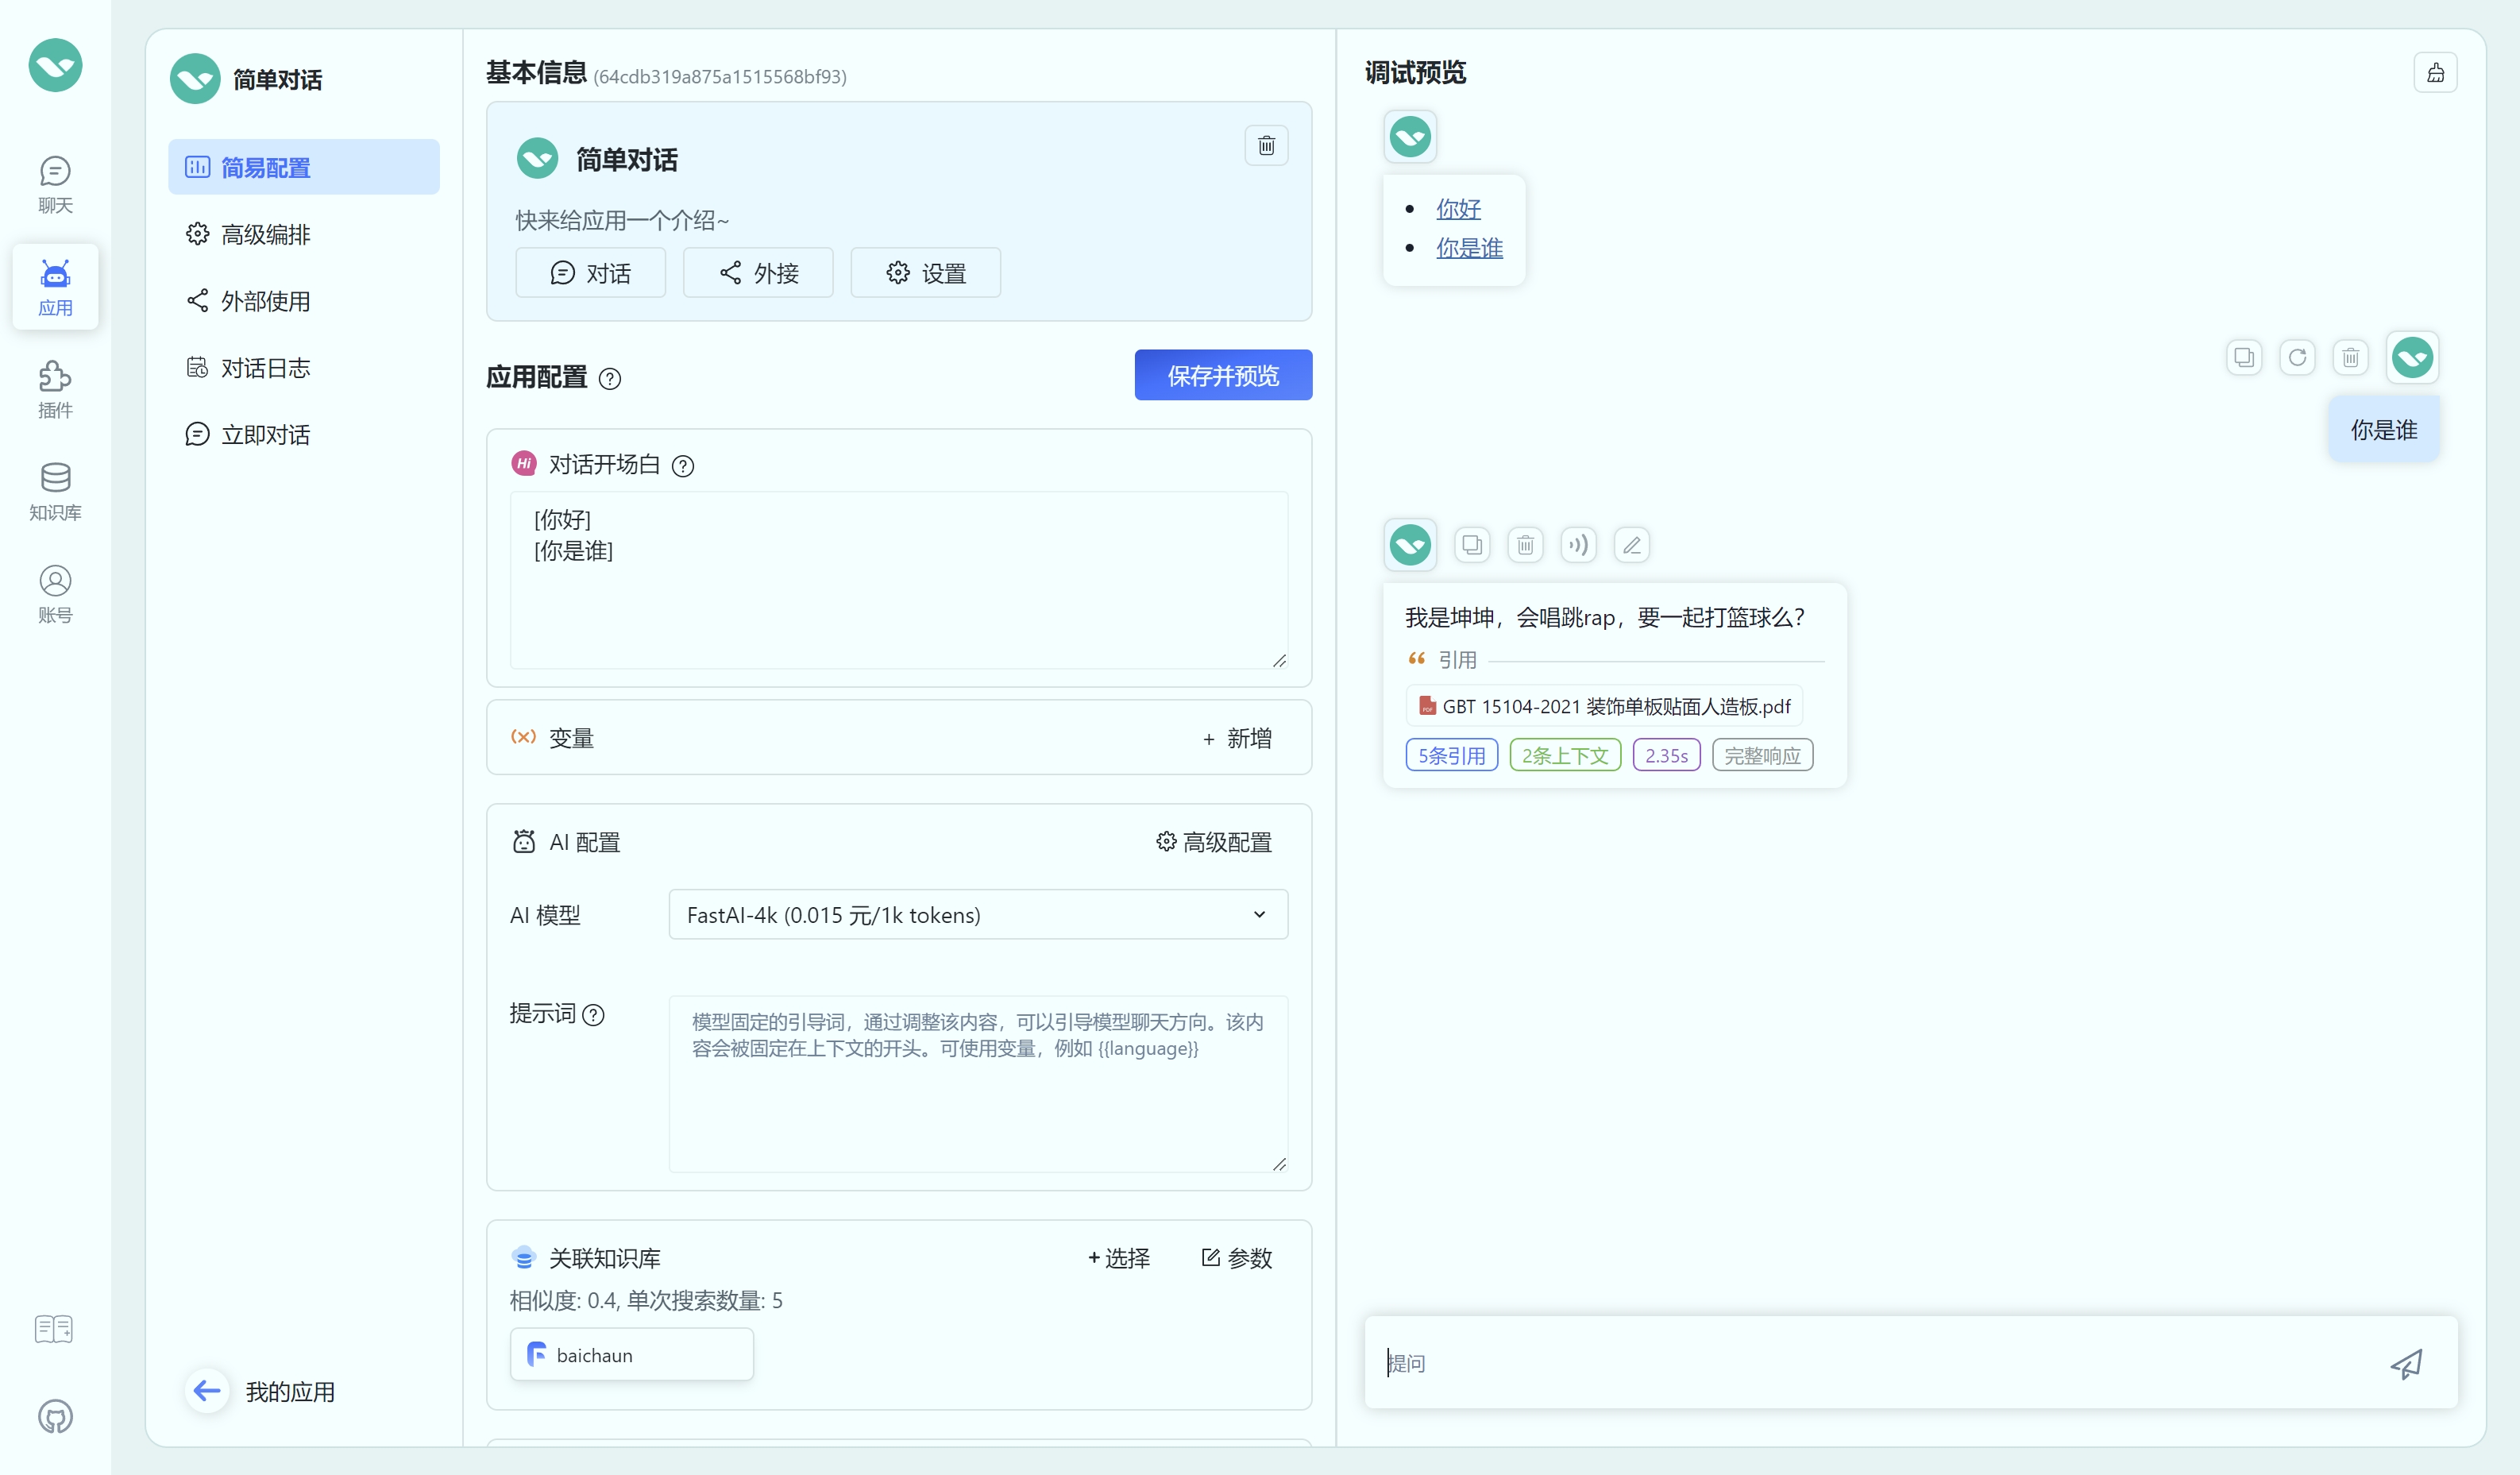 聊天
应用
插件
知识库
账号
简单对话
简易配置
高级编排
外部使用
对话日志
立即对话
我的应用
基本信息 (64cdb319a875a1515568bf93)
简单对话
快来给应用一个介绍~
对话
外接
设置
应用配置
保存并预览
Hi 对话开场白
[你好]
[你是谁]
(x) 变量
+ 新增
AI 配置
高级配置
AI 模型
FastAI-4k (0.015 元/1k tokens)
提示词
模型固定的引导词，通过调整该内容，可以引导模型聊天方向。该内
容会被固定在上下文的开头。可使用变量，例如 {{language}}
关联知识库
+ 选择
参数
相似度: 0.4, 单次搜索数量: 5
baichaun
调试预览
你好
你是谁
你是谁
我是坤坤，会唱跳rap，要一起打篮球么？
引用
PDF GBT 15104-2021 装饰单板贴面人造板.pdf
5条引用 2条上下文 2.35s 完整响应
提问